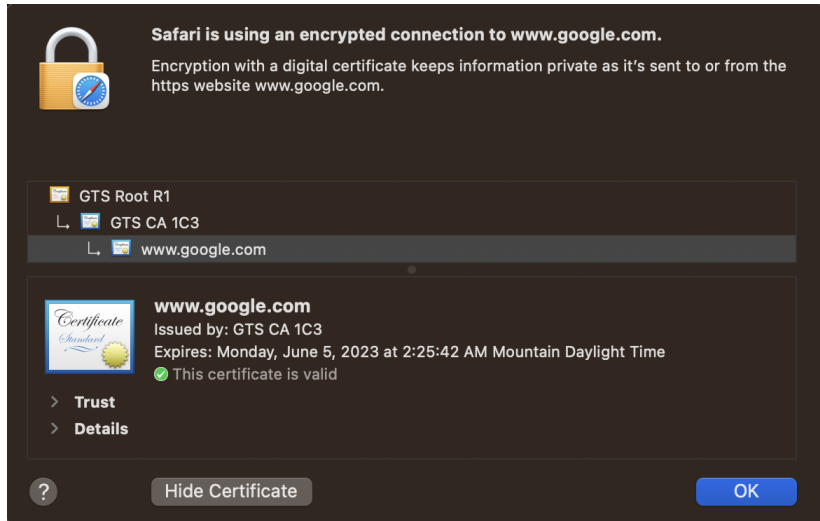 Safari is using an encrypted connection to www.google.com.
Encryption with a digital certificate keeps information private as it’s sent to or from the
https website www.google.com.
GTS Root R1
GTS CA 1C3
www.google.com
Certificate
Standard
www.google.com
Issued by: GTS CA 1C3
Expires: Monday, June 5, 2023 at 2:25:42 AM Mountain Daylight Time
This certificate is valid
Trust
Details
?
Hide Certificate
OK